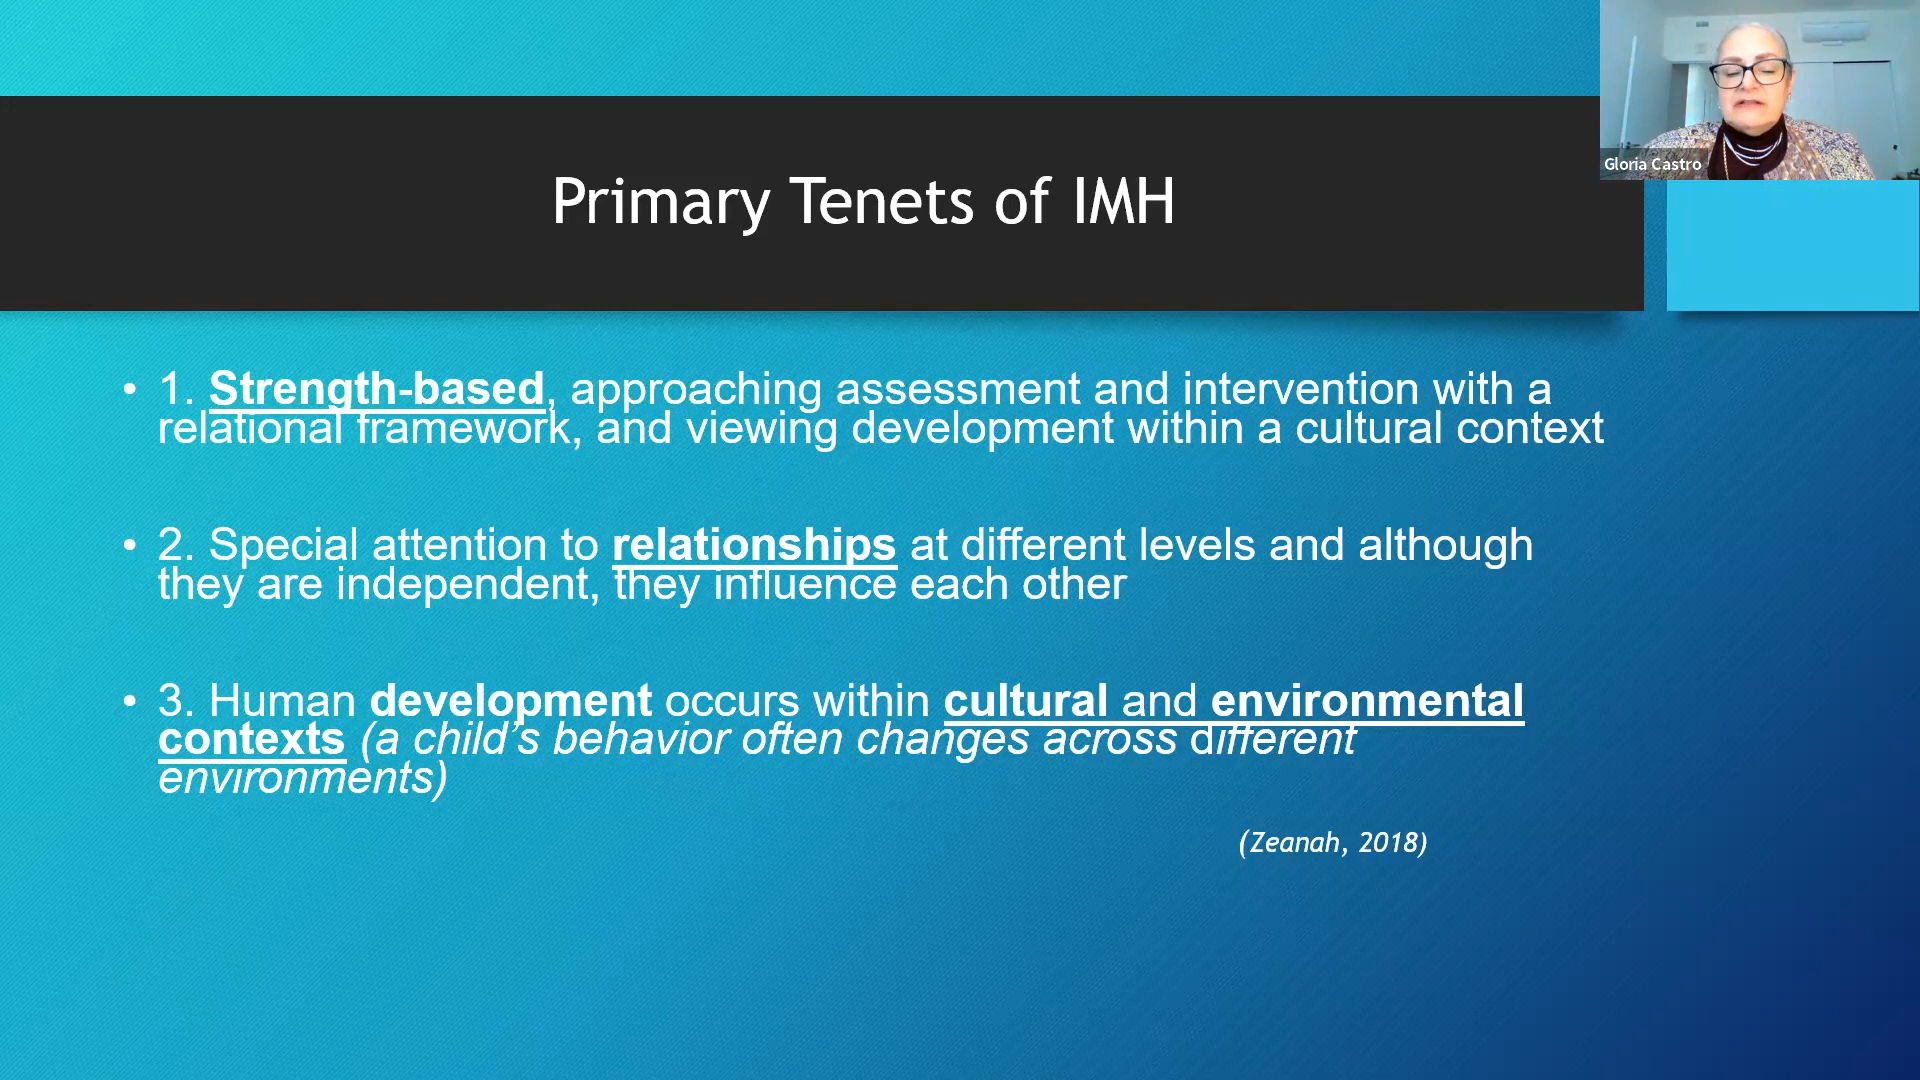 Gloria Castro
Primary Tenets of IMH
• 1. Strength-based, approaching assessment and intervention with a
relational framework, and viewing development within a cultural context
• 2. Special attention to relationships at different levels and although
they are independent, they influence each other
• 3. Human development occurs within cultural and environmental
contexts (a child’s behavior often changes across different
environments)
(Zeanah, 2018)